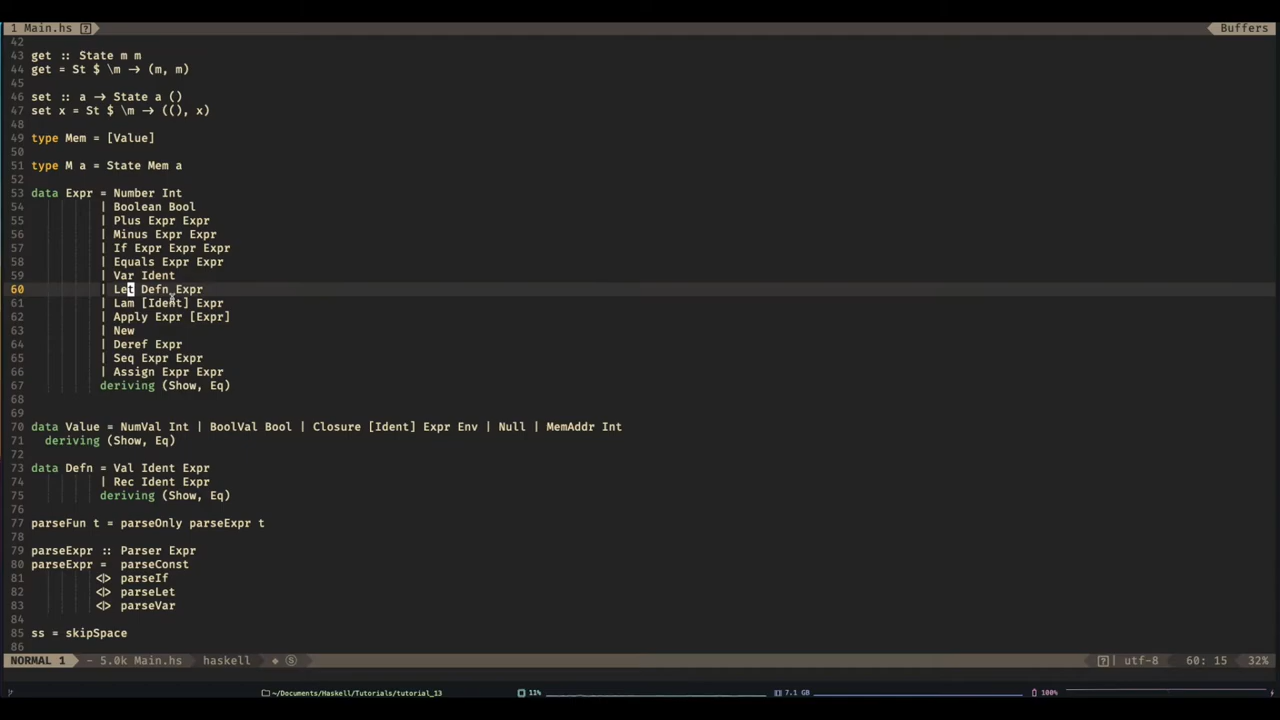 1 Main.hs ?
Buffers
42
43 get :: State m m
44 get = St $ \m → (m, m)
45
46 set :: a → State a ()
47 set x = St $ \m → ((), x)
48
49 type Mem = [Value]
50
51 type M a = State Mem a
52
53 data Expr = Number Int
54 | Boolean Bool
55 | Plus Expr Expr
56 | Minus Expr Expr
57 | If Expr Expr Expr
58 | Equals Expr Expr
59 | Var Ident
60 | Let Defn Expr
61 | Lam [Ident] Expr
62 | Apply Expr [Expr]
63 | New
64 | Deref Expr
65 | Seq Expr Expr
66 | Assign Expr Expr
67 deriving (Show, Eq)
68
69
70 data Value = NumVal Int | BoolVal Bool | Closure [Ident] Expr Env | Null | MemAddr Int
71 deriving (Show, Eq)
72
73 data Defn = Val Ident Expr
74 | Rec Ident Expr
75 deriving (Show, Eq)
76
77 parseFun t = parseOnly parseExpr t
78
79 parseExpr :: Parser Expr
80 parseExpr = parseConst
81 <|> parseIf
82 <|> parseLet
83 <|> parseVar
84
85 ss = skipSpace
86
NORMAL 1 - 5.0k Main.hs haskell ◆ Ⓢ ? utf-8 60: 15 32%
~/Documents/Haskell/Tutorials/tutorial_13 11% 7.1 GB 100%